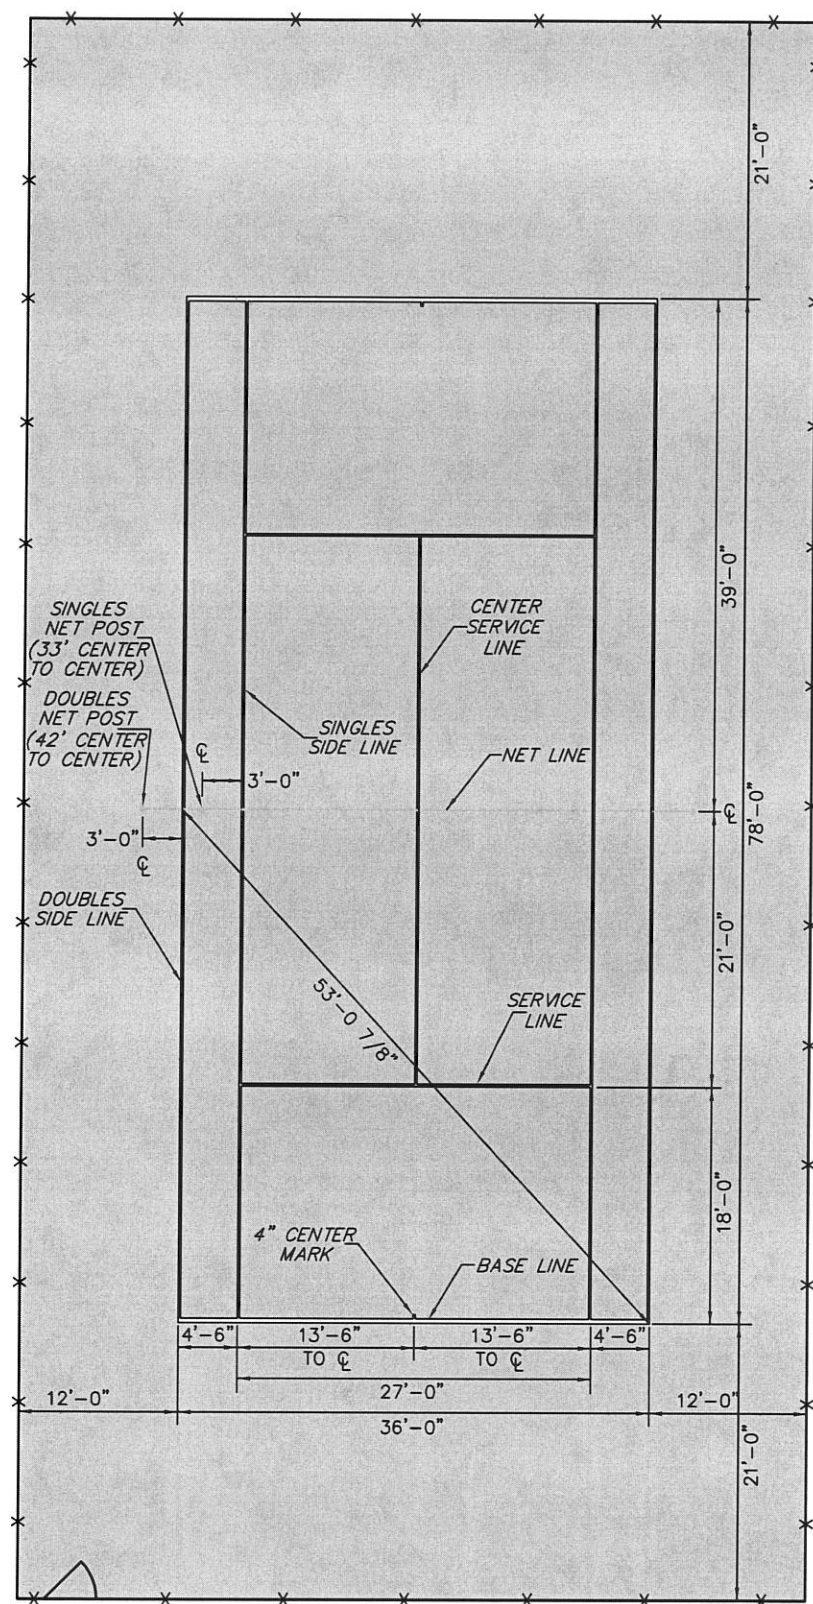 21'-0"
SINGLES
NET POST
(33' CENTER
TO CENTER)
DOUBLES
NET POST
(42' CENTER
TO CENTER)
℄
3'-0"
3'-0"
℄
DOUBLES
SIDE LINE
SINGLES
SIDE LINE
CENTER
SERVICE
LINE
NET LINE
39'-0"
℄
78'-0"
21'-0"
53'-0 7/8"
SERVICE
LINE
18'-0"
4" CENTER
MARK
BASE LINE
4'-6"
13'-6"
TO ℄
13'-6"
TO ℄
4'-6"
27'-0"
12'-0"
36'-0"
12'-0"
21'-0"